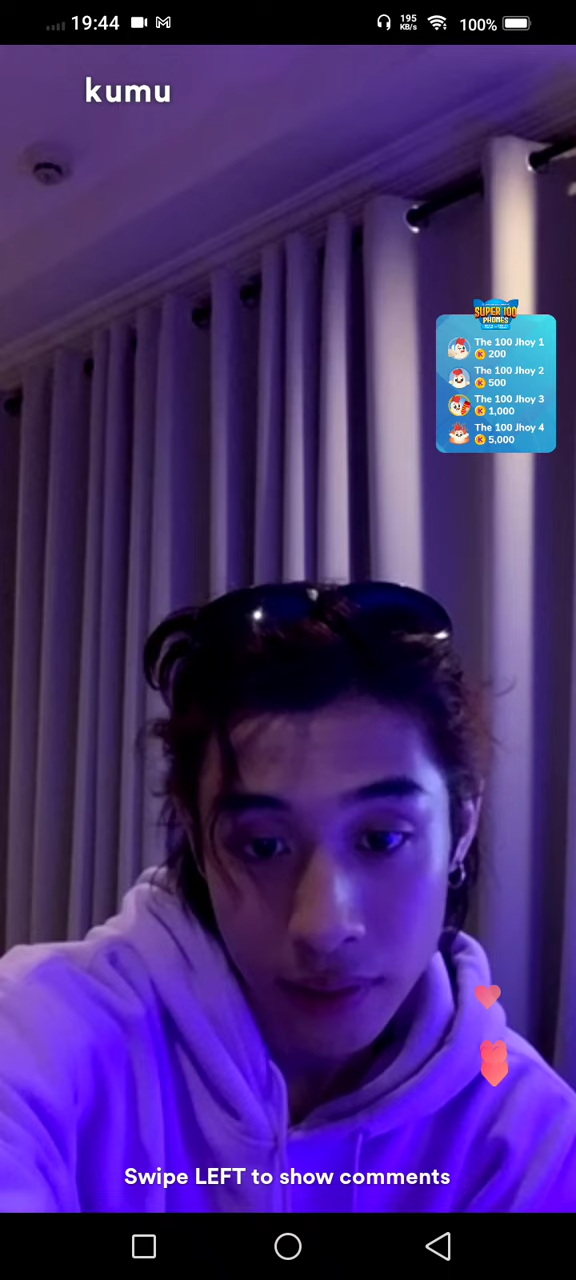 19:44
195
KB/s
100%
kumu
SUPER 100
PHONES
The 100 Jhoy 1
K 200
The 100 Jhoy 2
K 500
The 100 Jhoy 3
K 1,000
The 100 Jhoy 4
K 5,000
Swipe LEFT to show comments